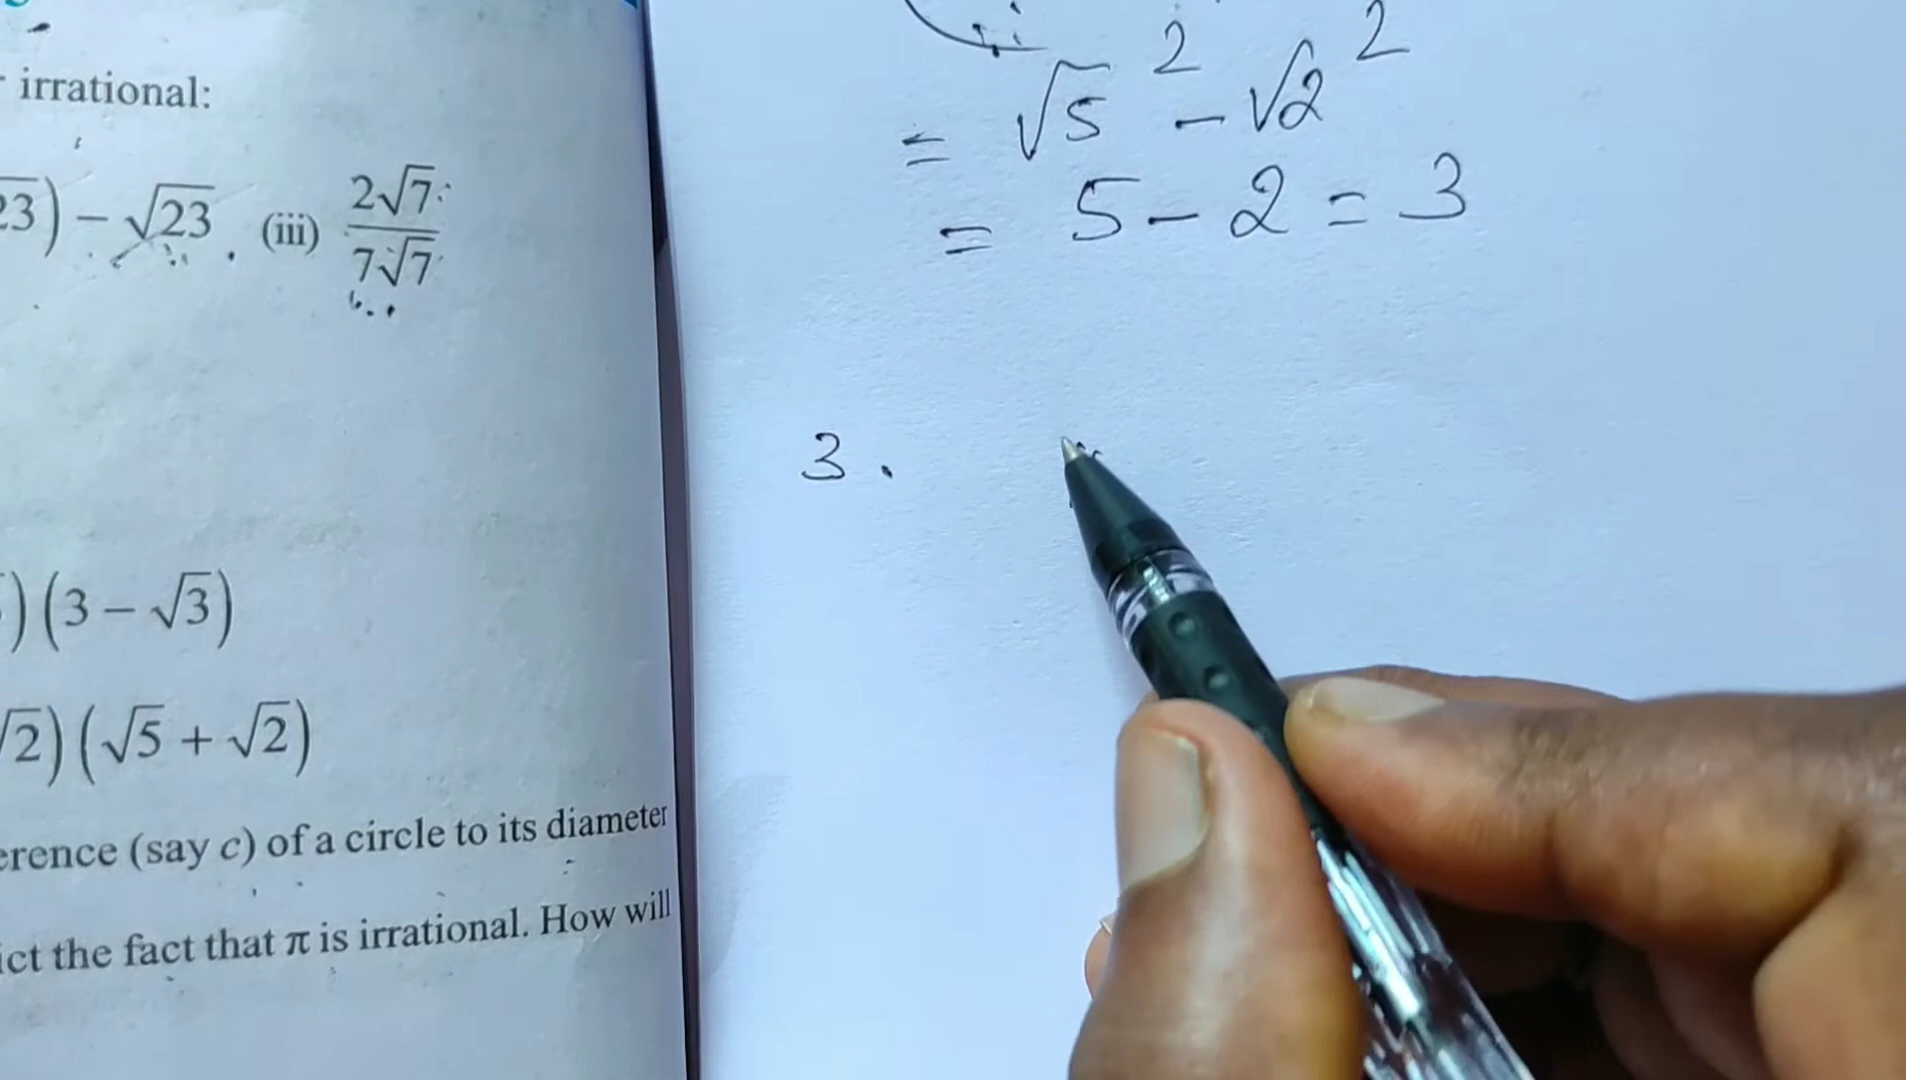 irrational:
23) − √23 . (iii) 2√7 / 7√7
) (3 − √3)
√2) (√5 + √2)
erence (say c) of a circle to its diameter
ict the fact that π is irrational. How will
= √5² − √2²
= 5 − 2 = 3
3 .